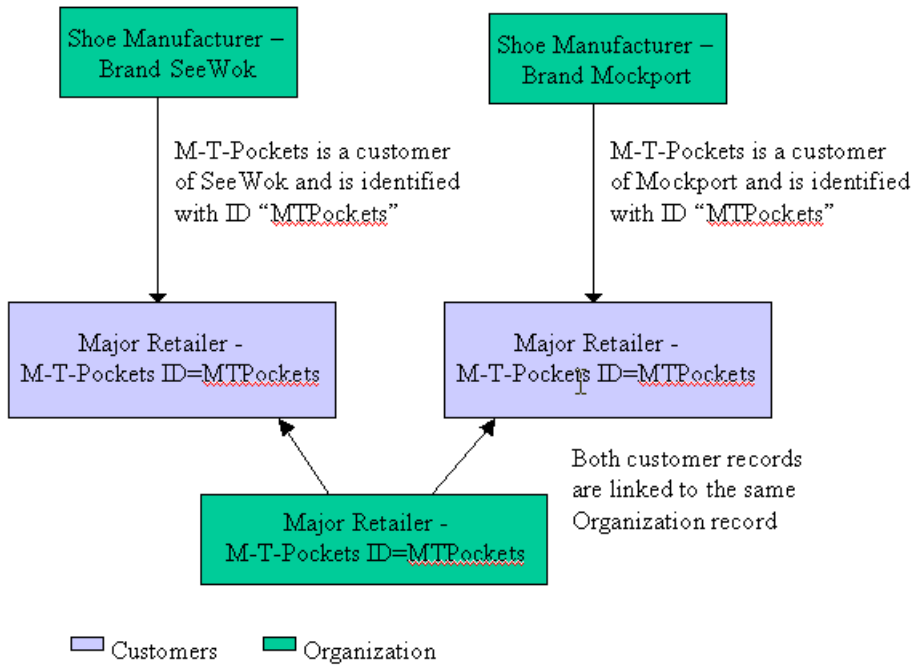 Shoe Manufacturer –
Brand SeeWok
Shoe Manufacturer –
Brand Mockport
M-T-Pockets is a customer
of SeeWok and is identified
with ID “MTPockets”
M-T-Pockets is a customer
of Mockport and is identified
with ID “MTPockets”
Major Retailer -
M-T-Pockets ID=MTPockets
Major Retailer -
M-T-Pockets ID=MTPockets
Both customer records
are linked to the same
Organization record
Major Retailer -
M-T-Pockets ID=MTPockets
Customers
Organization